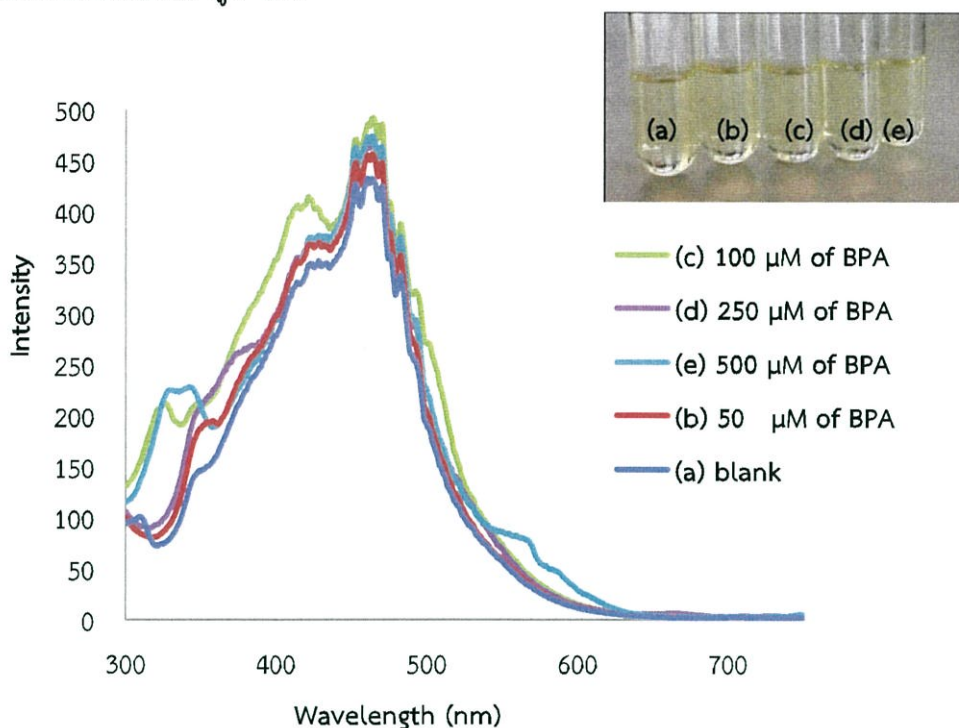 (a) (b) (c) (d) (e)
500
450
400
350
300
250
200
150
100
50
0
Intensity
300 400 500 600 700
Wavelength (nm)
(c) 100 µM of BPA
(d) 250 µM of BPA
(e) 500 µM of BPA
(b) 50 µM of BPA
(a) blank